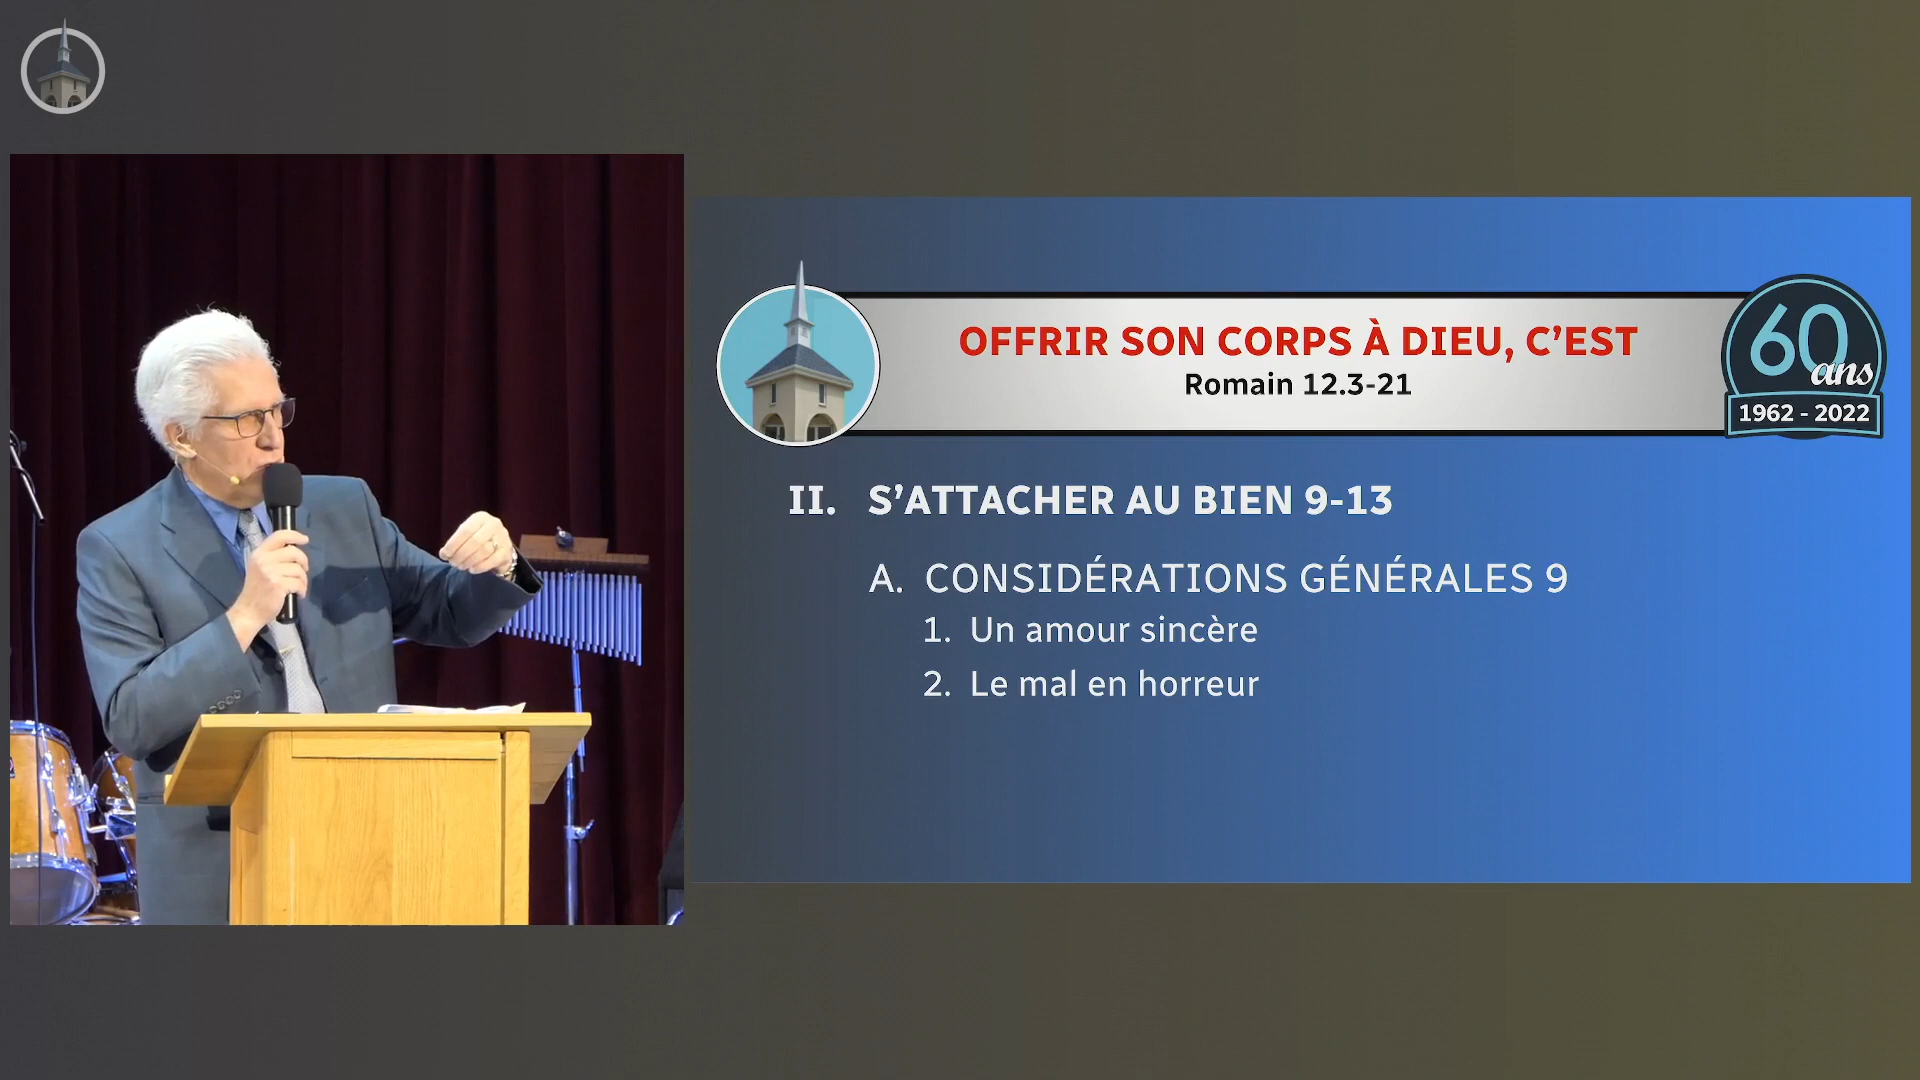 OFFRIR SON CORPS À DIEU, C’EST
Romain 12.3-21
60
ans
1962 - 2022
II. S’ATTACHER AU BIEN 9-13
A. CONSIDÉRATIONS GÉNÉRALES 9
1. Un amour sincère
2. Le mal en horreur